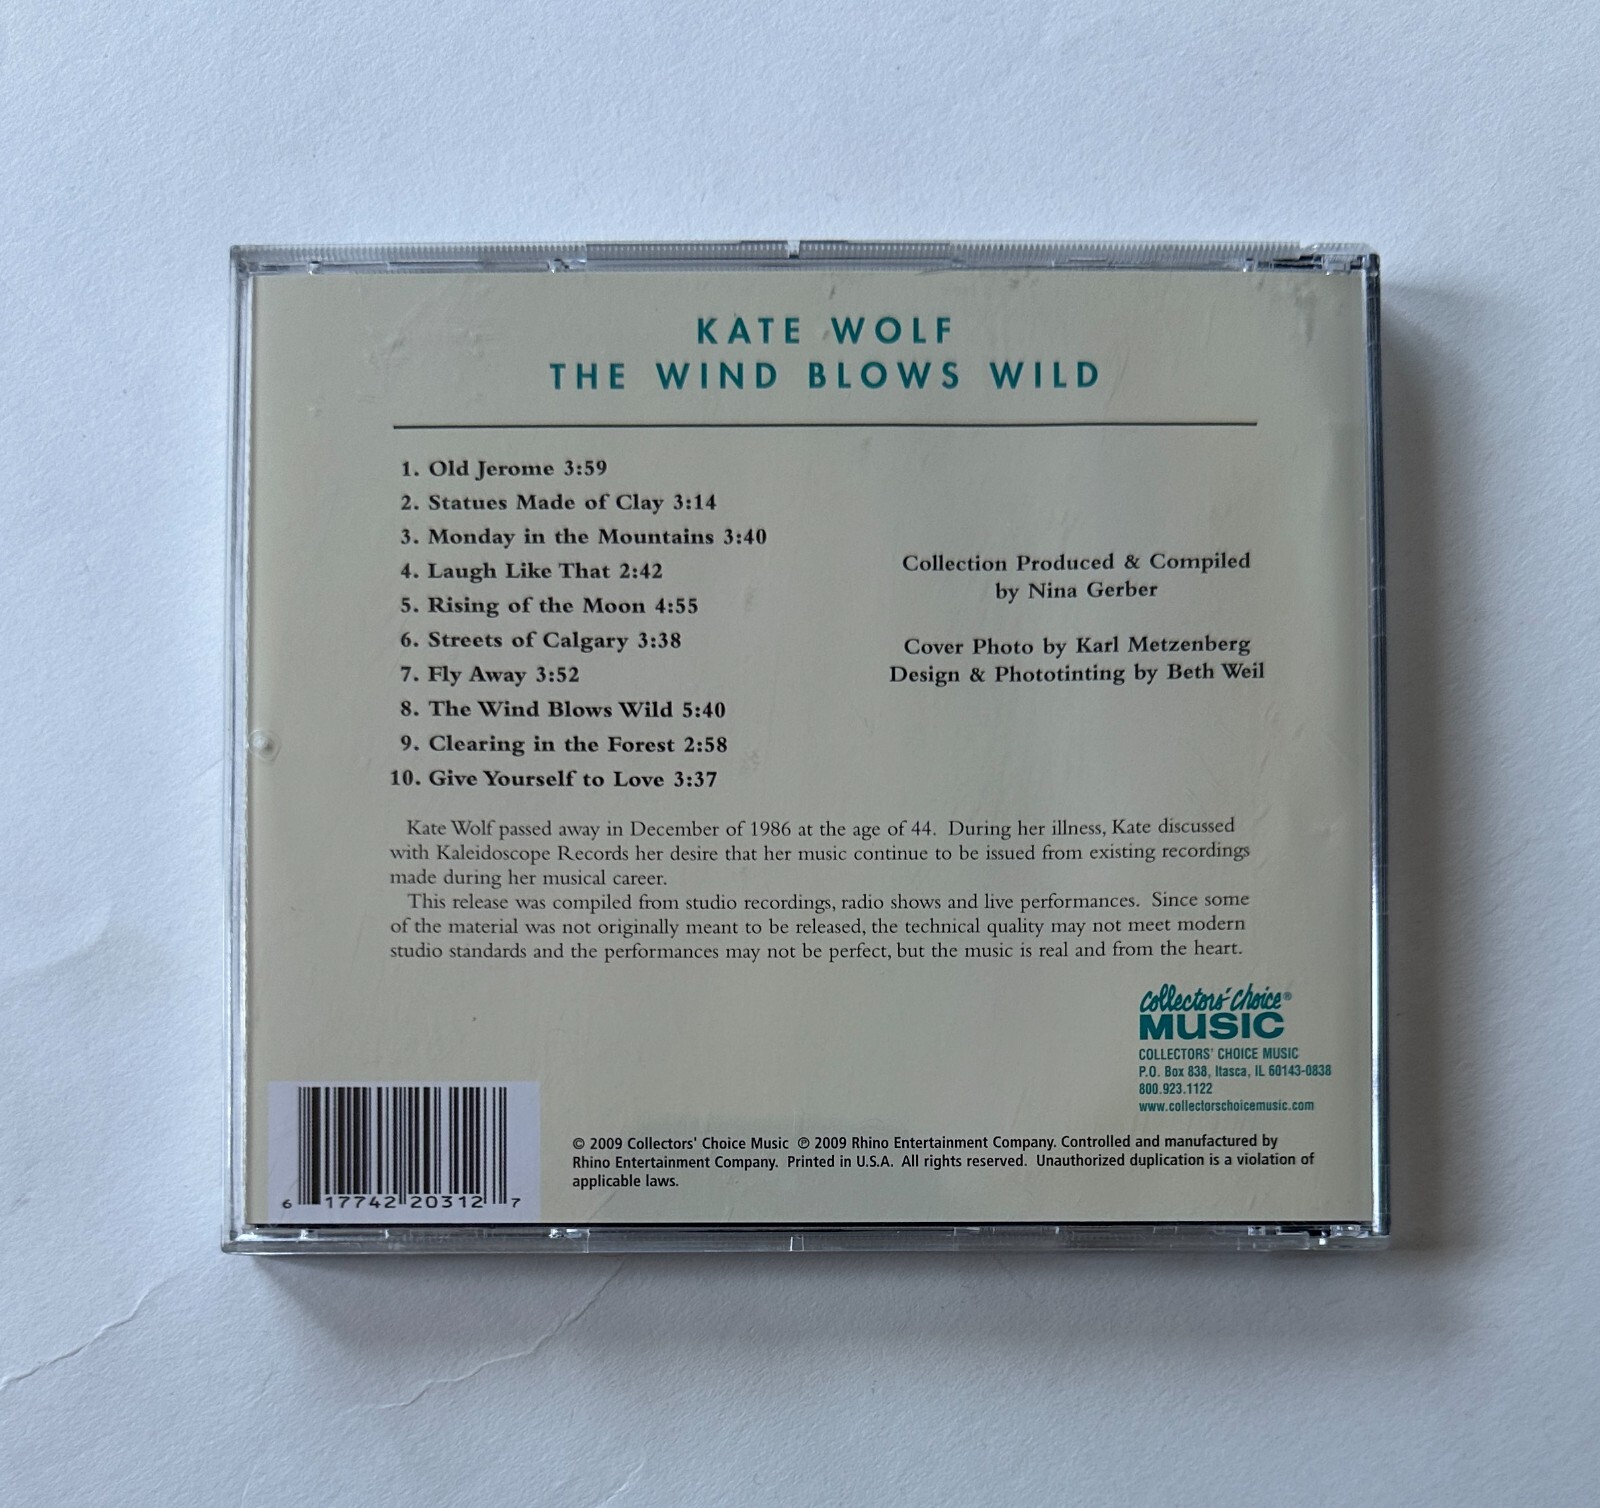 KATE WOLF
THE WIND BLOWS WILD
1. Old Jerome 3:59
2. Statues Made of Clay 3:14
3. Monday in the Mountains 3:40
4. Laugh Like That 2:42
5. Rising of the Moon 4:55
6. Streets of Calgary 3:38
7. Fly Away 3:52
8. The Wind Blows Wild 5:40
9. Clearing in the Forest 2:58
10. Give Yourself to Love 3:37
Collection Produced & Compiled
by Nina Gerber
Cover Photo by Karl Metzenberg
Design & Phototinting by Beth Weil
Kate Wolf passed away in December of 1986 at the age of 44. During her illness, Kate discussed
with Kaleidoscope Records her desire that her music continue to be issued from existing recordings
made during her musical career.
This release was compiled from studio recordings, radio shows and live performances. Since some
of the material was not originally meant to be released, the technical quality may not meet modern
studio standards and the performances may not be perfect, but the music is real and from the heart.
Collectors' Choice®
MUSIC
COLLECTORS' CHOICE MUSIC
P.O. Box 838, Itasca, IL 60143-0838
800.923.1122
www.collectorschoicemusic.com
© 2009 Collectors' Choice Music ℗ 2009 Rhino Entertainment Company. Controlled and manufactured by
Rhino Entertainment Company. Printed in U.S.A. All rights reserved. Unauthorized duplication is a violation of
applicable laws.
6 17742 20312 7